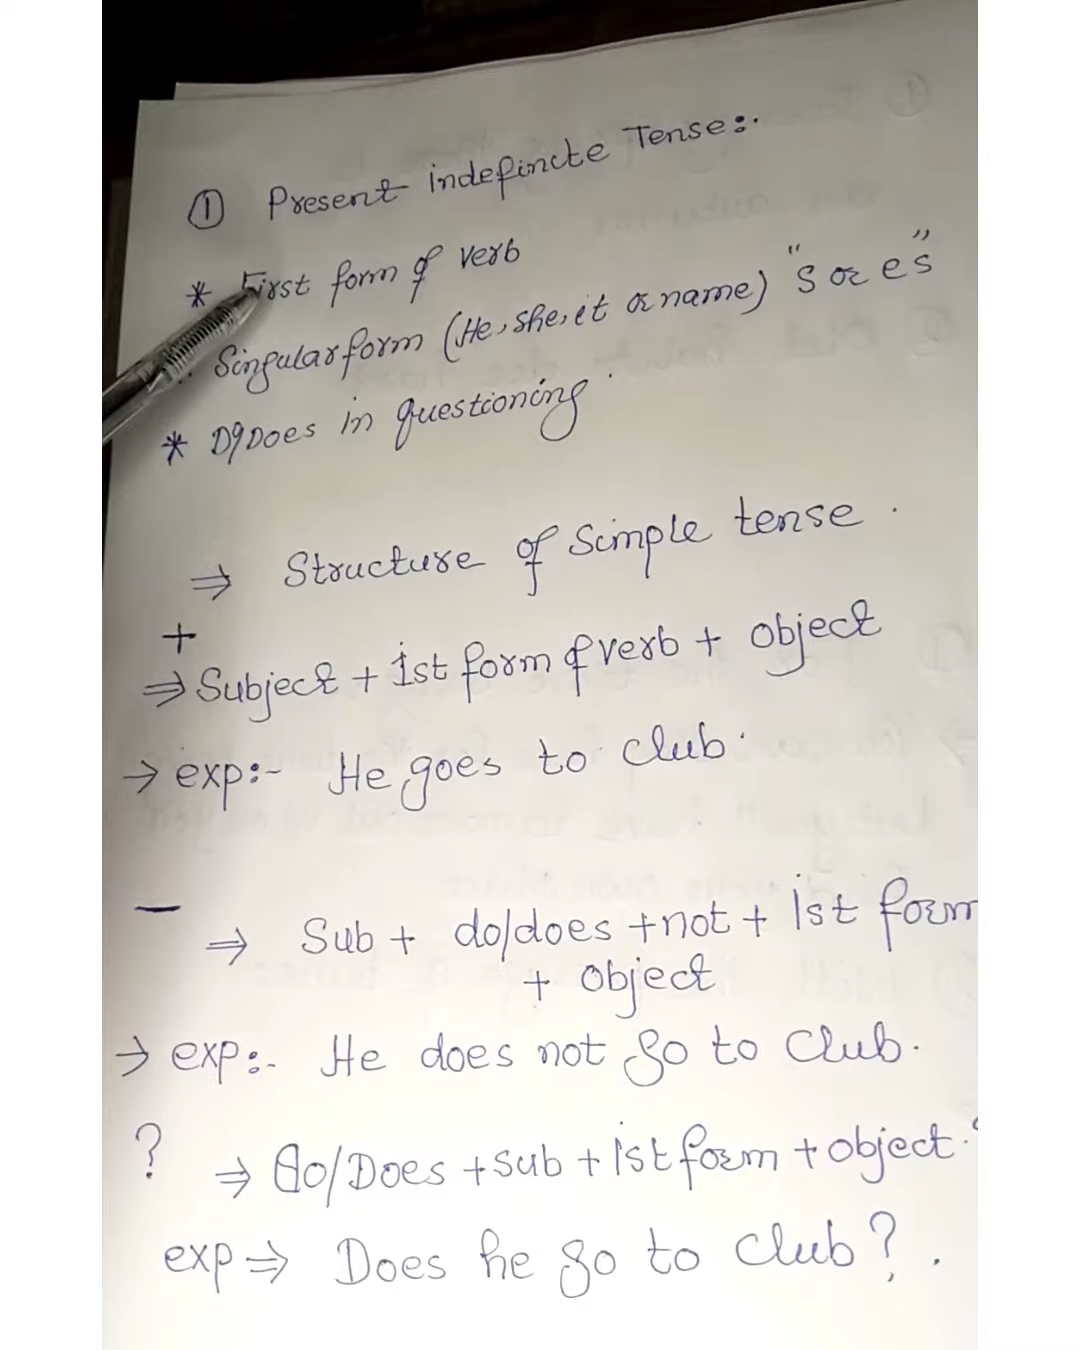 ① Present indefincte Tense:-
* First form of verb
Singular form (He, she, it or name) "s or es"
* Do/Does in questioning.
⇒ Structure of Simple tense.
+
⇒ Subject + 1st form of verb + object
→ exp:- He goes to club.
—
⇒ Sub + do/does + not + 1st form
+ object
→ exp:- He does not go to Club.
? ⇒ Do/Does + sub + 1st form + object.
exp ⇒ Does he go to club?.